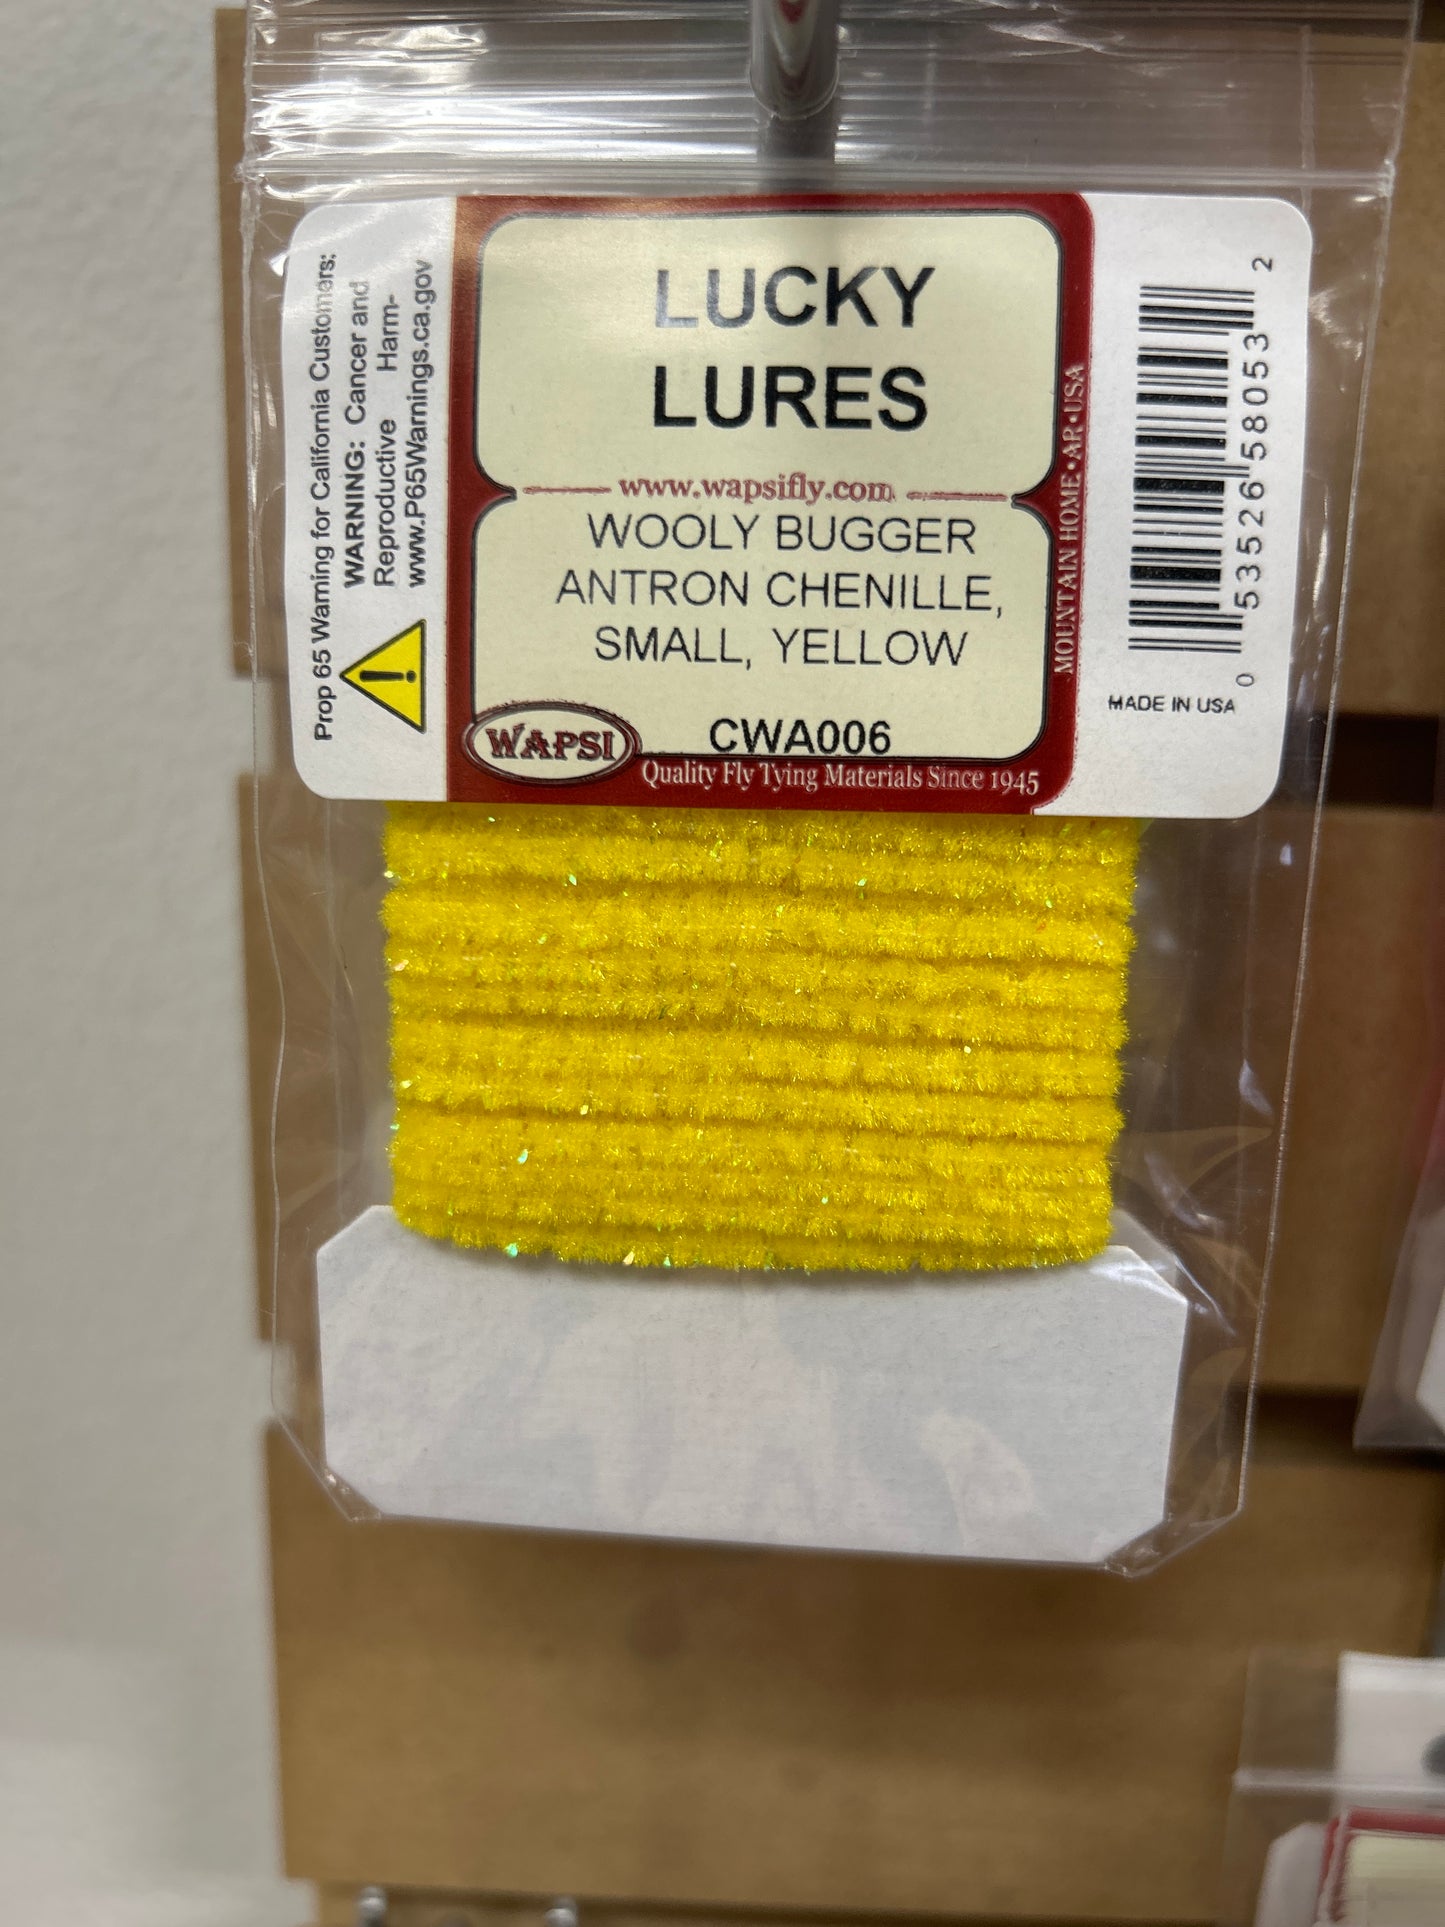 Prop 65 Warning for California Customers:
WARNING: Cancer and
Reproductive Harm-
www.P65Warnings.ca.gov
LUCKY
LURES
www.wapsifly.com
WOOLY BUGGER
ANTRON CHENILLE,
SMALL, YELLOW
CWA006
WAPSI
Quality Fly Tying Materials Since 1945
MOUNTAIN HOME•AR•USA
0 53526 58053 2
MADE IN USA